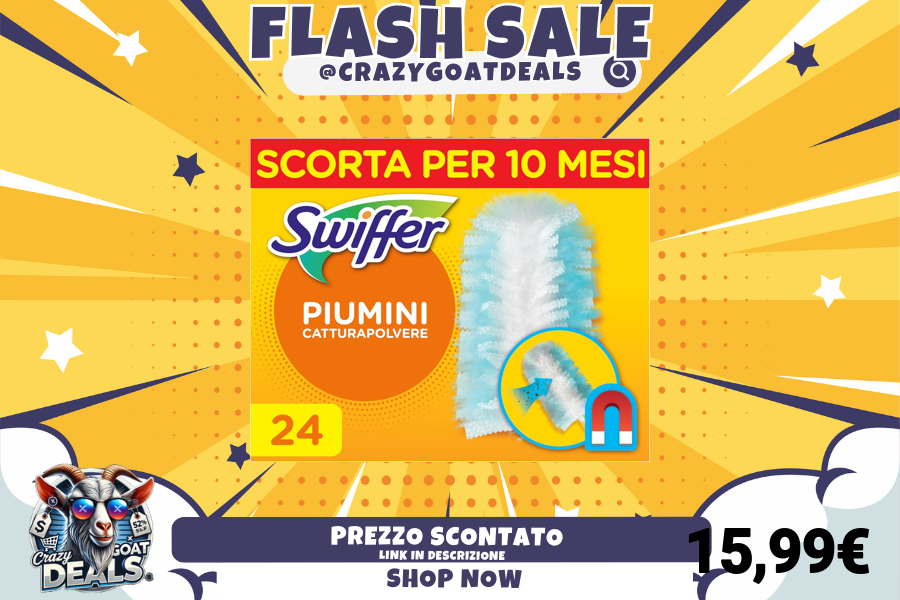 FLASH SALE
@CRAZYGOATDEALS
SCORTA PER 10 MESI
Swiffer
PIUMINI
CATTURAPOLVERE
24
$
52%
Crazy
GOAT
DEALS
PREZZO SCONTATO
LINK IN DESCRIZIONE
SHOP NOW
15,99€